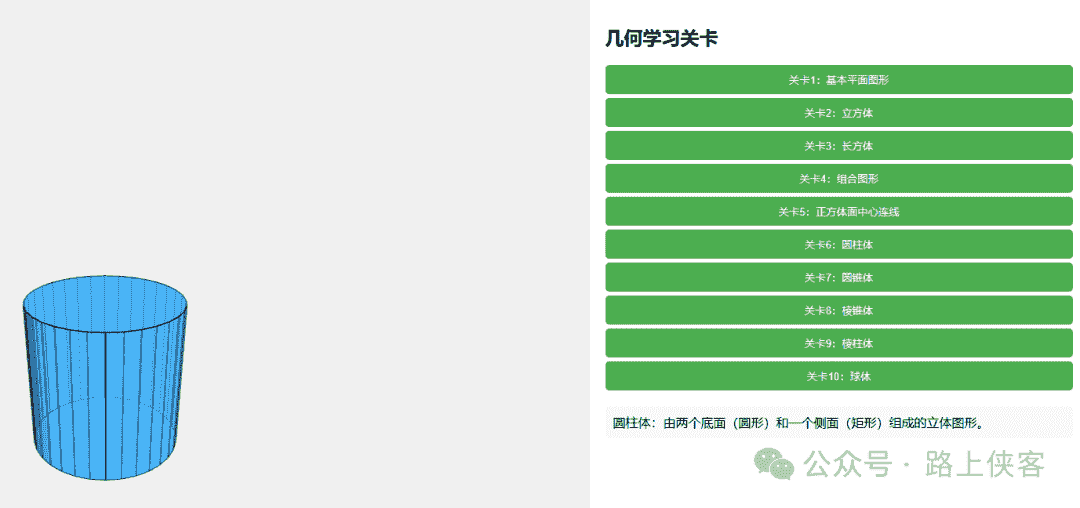 几何学习关卡
关卡1：基本平面图形
关卡2：立方体
关卡3：长方体
关卡4：组合图形
关卡5：正方体面中心连线
关卡6：圆柱体
关卡7：圆锥体
关卡8：棱锥体
关卡9：棱柱体
关卡10：球体
圆柱体：由两个底面（圆形）和一个侧面（矩形）组成的立体图形。
公众号 · 路上侠客